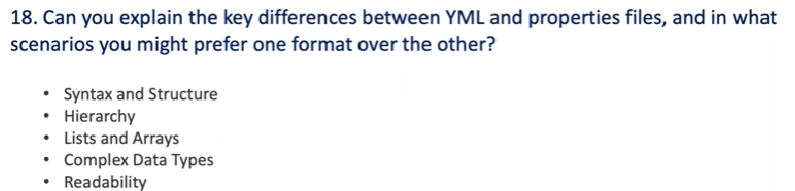 18. Can you explain the key differences between YML and properties files, and in what
scenarios you might prefer one format over the other?
• Syntax and Structure
• Hierarchy
• Lists and Arrays
• Complex Data Types
• Readability